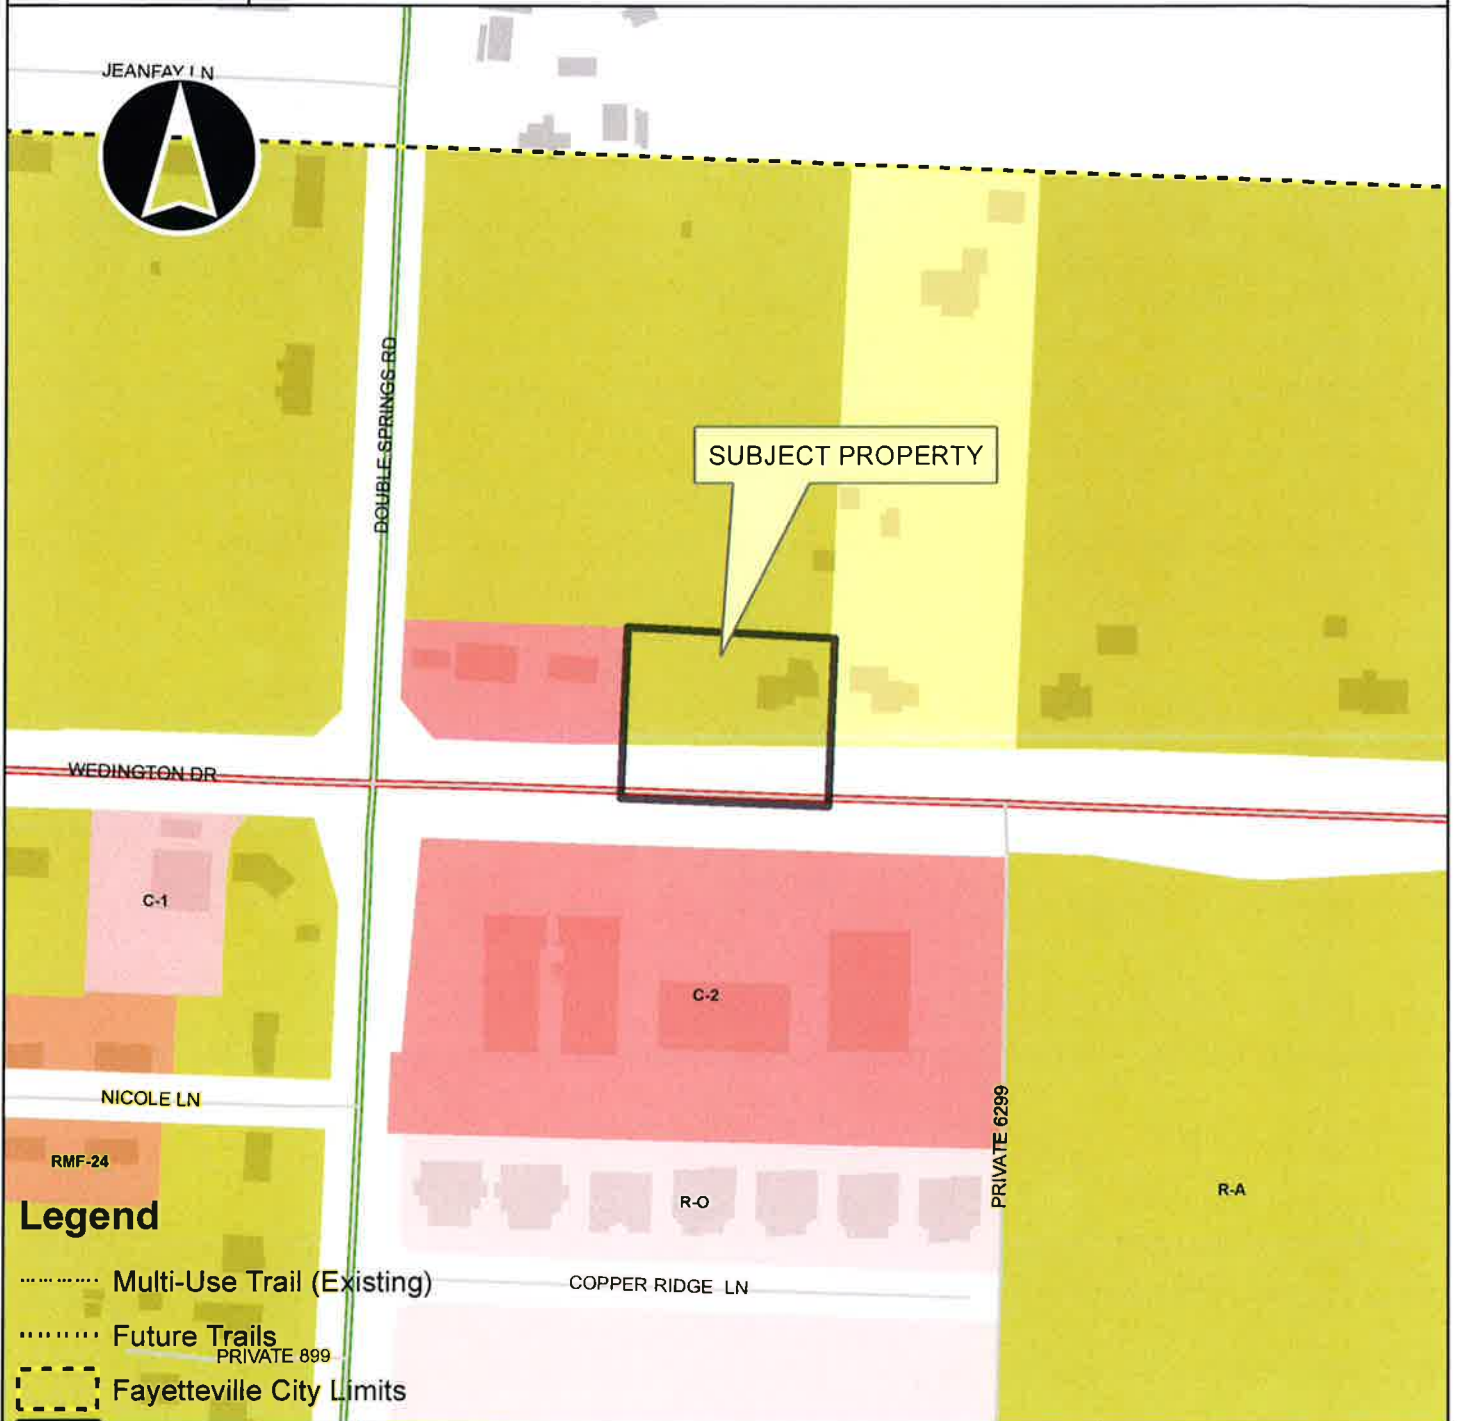 JEANFAY LN
DOUBLE SPRINGS RD
SUBJECT PROPERTY
WEDINGTON DR
C-1
C-2
NICOLE LN
PRIVATE 6299
RMF-24
R-O
R-A
Legend
Multi-Use Trail (Existing)
COPPER RIDGE LN
Future Trails
PRIVATE 899
Fayetteville City Limits